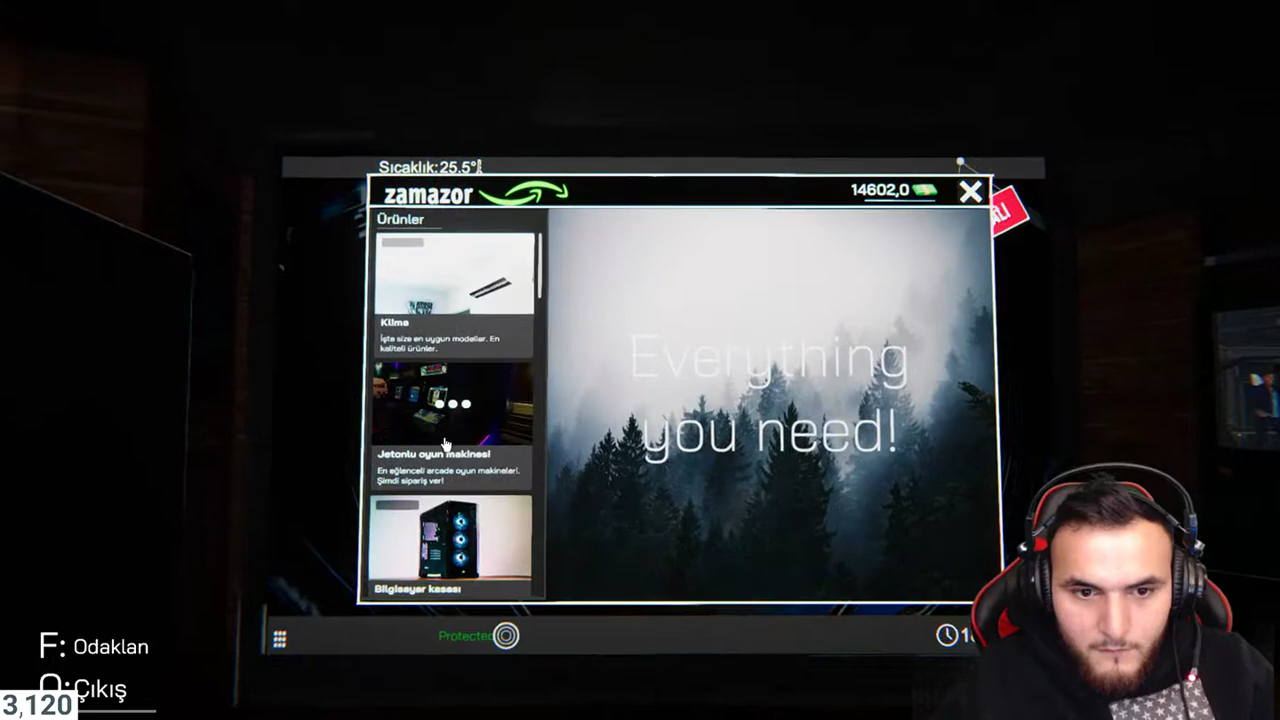 Sıcaklık:25.5°
zamazor
14602,0
Ürünler
Klima
İşte size en uygun modeller. En
kaliteli ürünler.
Jetonlu oyun makinesi
En eğlenceli arcade oyun makineleri.
Şimdi sipariş ver!
Bilgisayar kasası
Everything
you need!
Protected
F: Odaklan
Çıkış
3,120